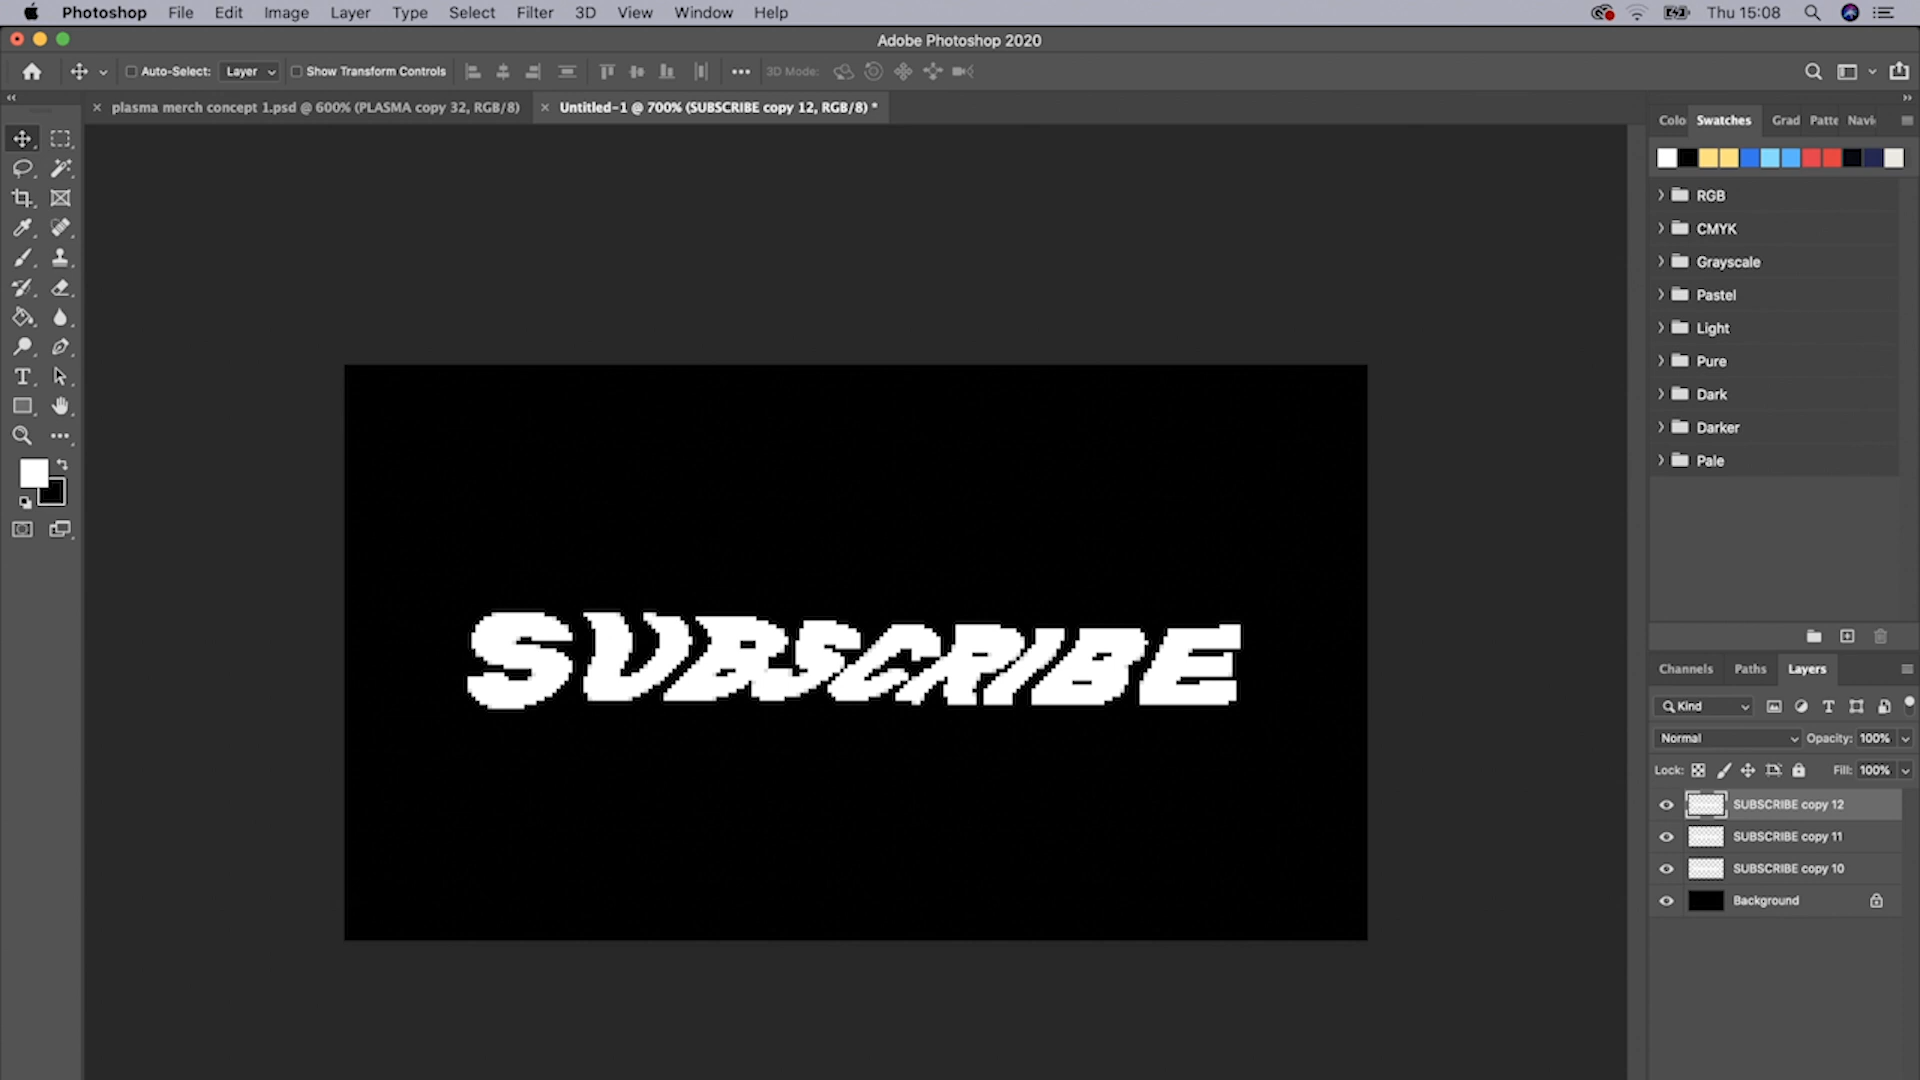 Photoshop File Edit Image Layer Type Select Filter 3D View Window Help Thu 15:08
Adobe Photoshop 2020
Auto-Select: Layer Show Transform Controls 3D Mode:
plasma merch concept 1.psd @ 600% (PLASMA copy 32, RGB/8) Untitled-1 @ 700% (SUBSCRIBE copy 12, RGB/8) *
Colo Swatches Grad Patte Navi
RGB
CMYK
Grayscale
Pastel
Light
Pure
Dark
Darker
Pale
SUBSCRIBE
Channels Paths Layers
Kind
Normal Opacity: 100%
Lock: Fill: 100%
SUBSCRIBE copy 12
SUBSCRIBE copy 11
SUBSCRIBE copy 10
Background